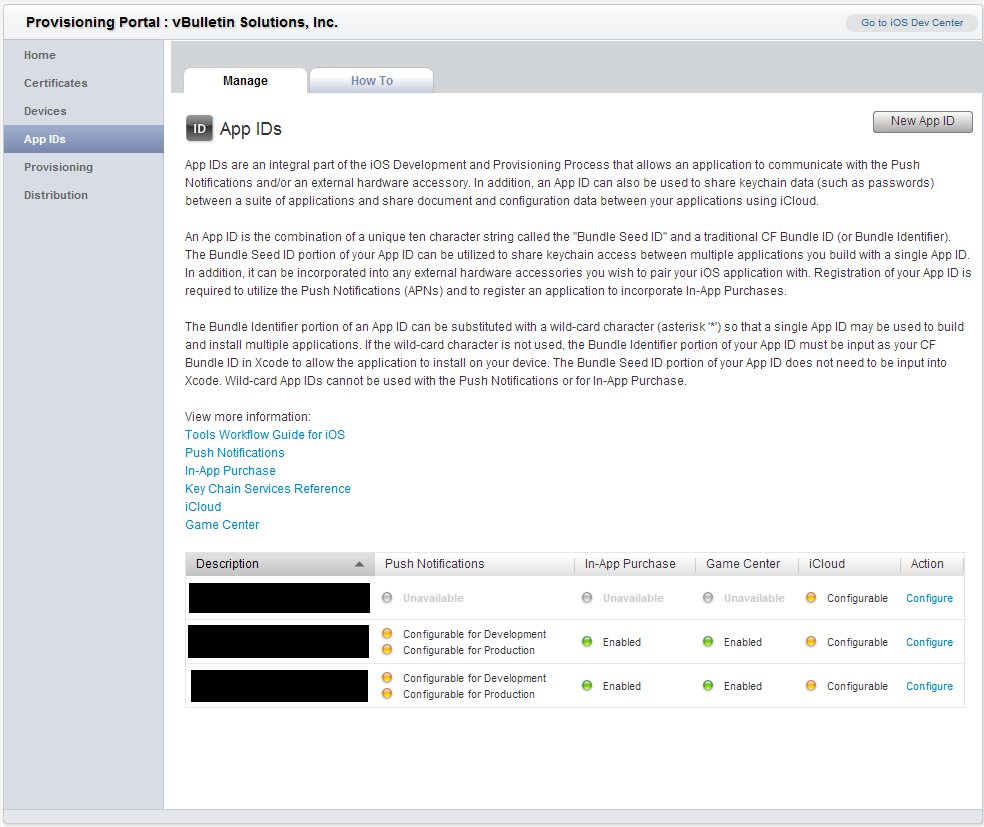 Provisioning Portal : vBulletin Solutions, Inc.
Go to iOS Dev Center
Home
Certificates
Devices
App IDs
Provisioning
Distribution
Manage
How To
ID
App IDs
New App ID
App IDs are an integral part of the iOS Development and Provisioning Process that allows an application to communicate with the Push
Notifications and/or an external hardware accessory. In addition, an App ID can also be used to share keychain data (such as passwords)
between a suite of applications and share document and configuration data between your applications using iCloud.
An App ID is the combination of a unique ten character string called the "Bundle Seed ID" and a traditional CF Bundle ID (or Bundle Identifier).
The Bundle Seed ID portion of your App ID can be utilized to share keychain access between multiple applications you build with a single App ID.
In addition, it can be incorporated into any external hardware accessories you wish to pair your iOS application with. Registration of your App ID is
required to utilize the Push Notifications (APNs) and to register an application to incorporate In-App Purchases.
The Bundle Identifier portion of an App ID can be substituted with a wild-card character (asterisk '*') so that a single App ID may be used to build
and install multiple applications. If the wild-card character is not used, the Bundle Identifier portion of your App ID must be input as your CF
Bundle ID in Xcode to allow the application to install on your device. The Bundle Seed ID portion of your App ID does not need to be input into
Xcode. Wild-card App IDs cannot be used with the Push Notifications or for In-App Purchase.
View more information:
Tools Workflow Guide for iOS
Push Notifications
In-App Purchase
Key Chain Services Reference
iCloud
Game Center
Description Push Notifications In-App Purchase Game Center iCloud Action
Unavailable Unavailable Unavailable Configurable Configure
Configurable for Development
Configurable for Production
Enabled Enabled Configurable Configure
Configurable for Development
Configurable for Production
Enabled Enabled Configurable Configure